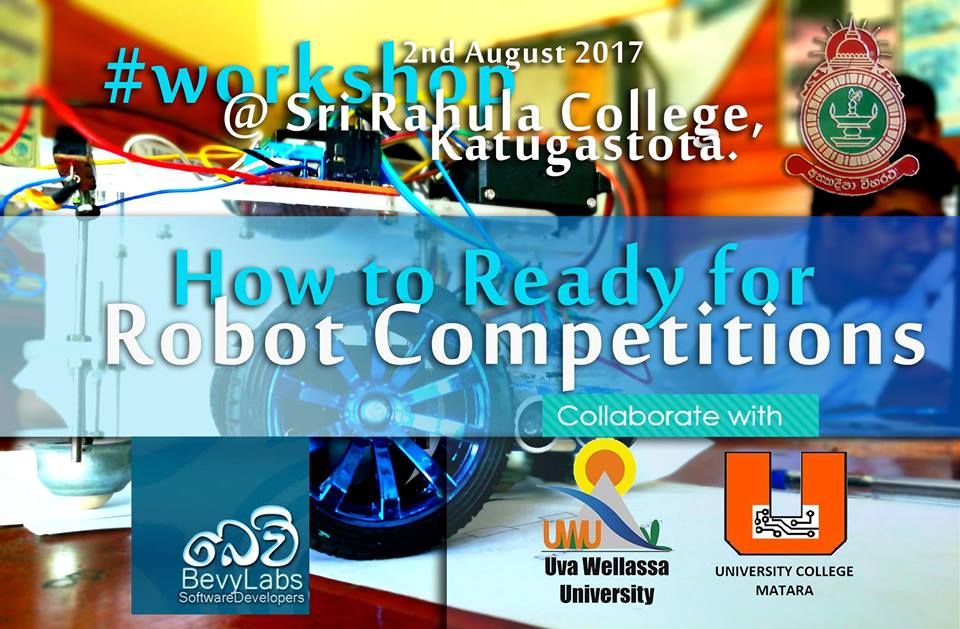 #workshop
2nd August 2017
@ Sri Rahula College,
Katugastota.
අත්තදීපා විහරථ
How to Ready for
Robot Competitions
Collaborate with
බෙවි
BevyLabs
SoftwareDevelopers
UWU
Uva Wellassa
University
UNIVERSITY COLLEGE
MATARA